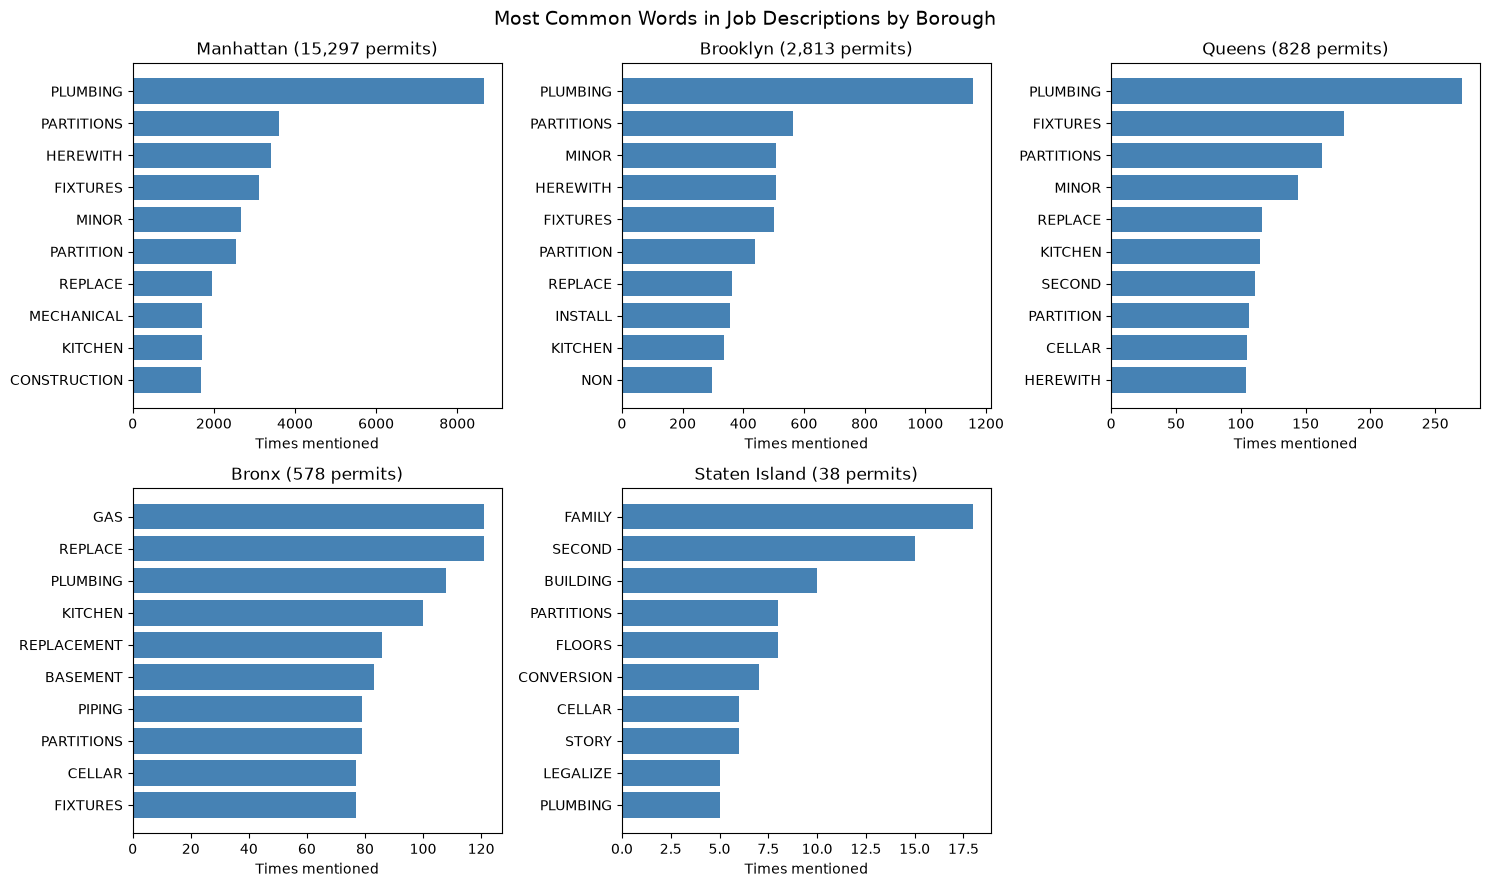 Most Common Words in Job Descriptions by Borough
Manhattan (15,297 permits)
PLUMBING
PARTITIONS
HEREWITH
FIXTURES
MINOR
PARTITION
REPLACE
MECHANICAL
KITCHEN
CONSTRUCTION
0 2000 4000 6000 8000
Times mentioned
Brooklyn (2,813 permits)
PLUMBING
PARTITIONS
MINOR
HEREWITH
FIXTURES
PARTITION
REPLACE
INSTALL
KITCHEN
NON
0 200 400 600 800 1000 1200
Times mentioned
Queens (828 permits)
PLUMBING
FIXTURES
PARTITIONS
MINOR
REPLACE
KITCHEN
SECOND
PARTITION
CELLAR
HEREWITH
0 50 100 150 200 250
Times mentioned
Bronx (578 permits)
GAS
REPLACE
PLUMBING
KITCHEN
REPLACEMENT
BASEMENT
PIPING
PARTITIONS
CELLAR
FIXTURES
0 20 40 60 80 100 120
Times mentioned
Staten Island (38 permits)
FAMILY
SECOND
BUILDING
PARTITIONS
FLOORS
CONVERSION
CELLAR
STORY
LEGALIZE
PLUMBING
0.0 2.5 5.0 7.5 10.0 12.5 15.0 17.5
Times mentioned